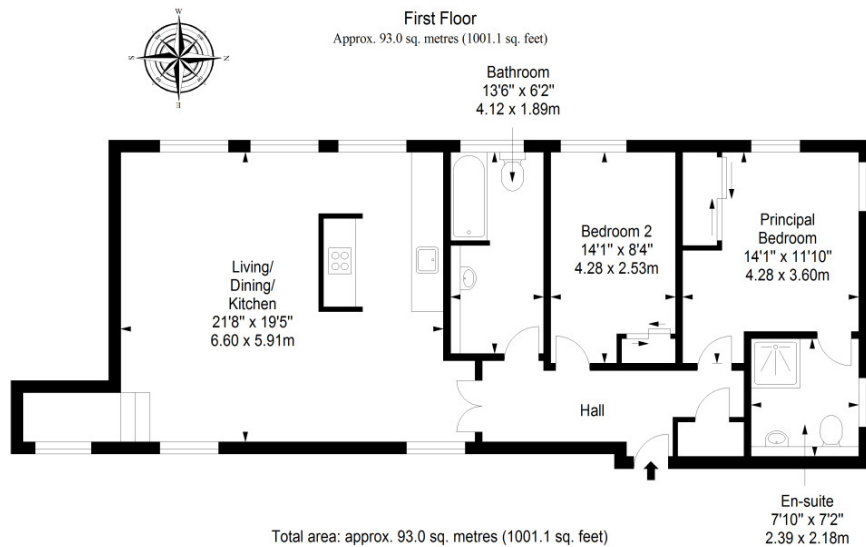 First Floor
Approx. 93.0 sq. metres (1001.1 sq. feet)
W
S
N
E
Bathroom
13'6" x 6'2"
4.12 x 1.89m
Living/
Dining/
Kitchen
21'8" x 19'5"
6.60 x 5.91m
Bedroom 2
14'1" x 8'4"
4.28 x 2.53m
Principal
Bedroom
14'1" x 11'10"
4.28 x 3.60m
Hall
En-suite
7'10" x 7'2"
2.39 x 2.18m
Total area: approx. 93.0 sq. metres (1001.1 sq. feet)